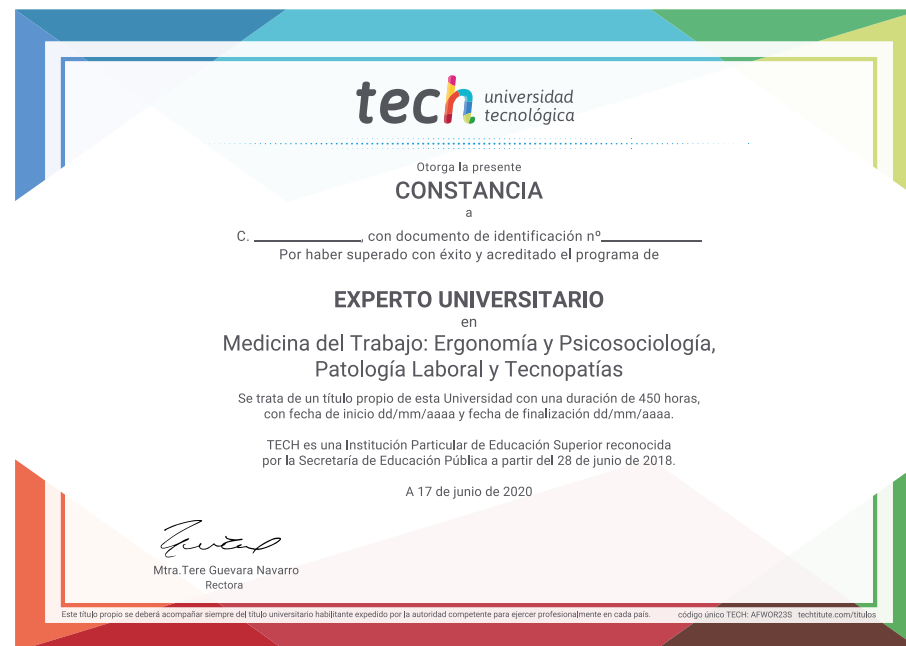 tech universidad
tecnológica
Otorga la presente
CONSTANCIA
a
C. ____________, con documento de identificación nº____________
Por haber superado con éxito y acreditado el programa de
EXPERTO UNIVERSITARIO
en
Medicina del Trabajo: Ergonomía y Psicosociología,
Patología Laboral y Tecnopatías
Se trata de un título propio de esta Universidad con una duración de 450 horas,
con fecha de inicio dd/mm/aaaa y fecha de finalización dd/mm/aaaa.
TECH es una Institución Particular de Educación Superior reconocida
por la Secretaría de Educación Pública a partir del 28 de junio de 2018.
A 17 de junio de 2020
Mtra.Tere Guevara Navarro
Rectora
Este título propio se deberá acompañar siempre del título universitario habilitante expedido por la autoridad competente para ejercer profesionalmente en cada país. código único TECH: AFWOR23S techtitute.com/titulos